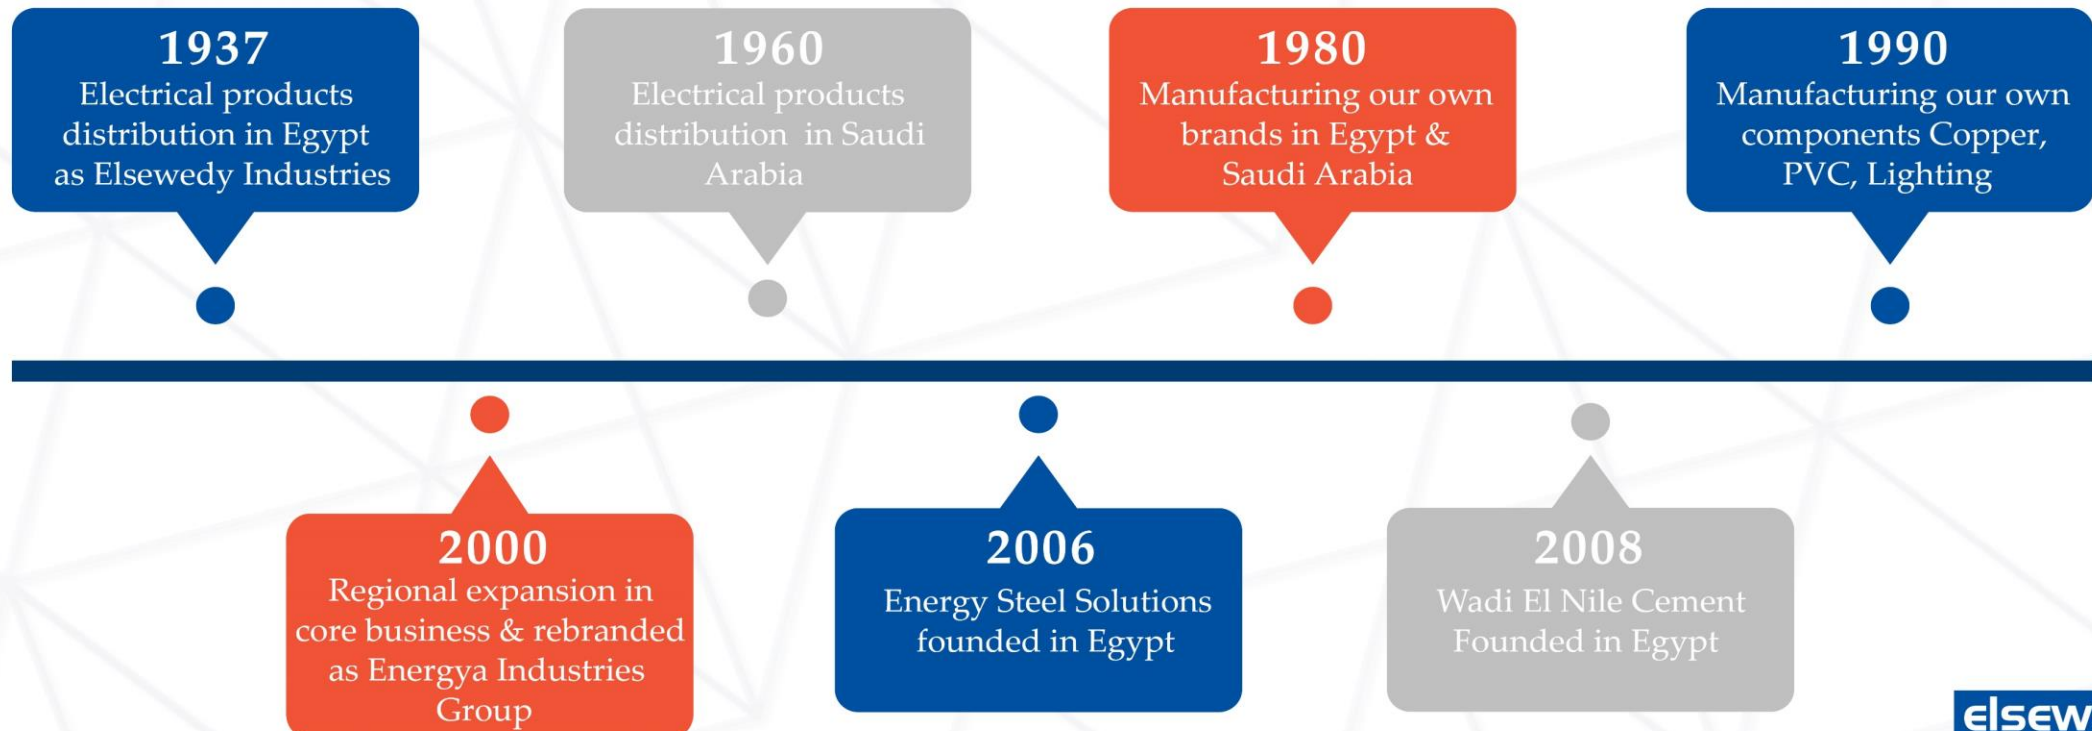 1937
Electrical products
distribution in Egypt
as Elsewedy Industries
1960
Electrical products
distribution in Saudi
Arabia
1980
Manufacturing our own
brands in Egypt &
Saudi Arabia
1990
Manufacturing our own
components Copper,
PVC, Lighting
2000
Regional expansion in
core business & rebranded
as Energya Industries
Group
2006
Energy Steel Solutions
founded in Egypt
2008
Wadi El Nile Cement
Founded in Egypt
elsew